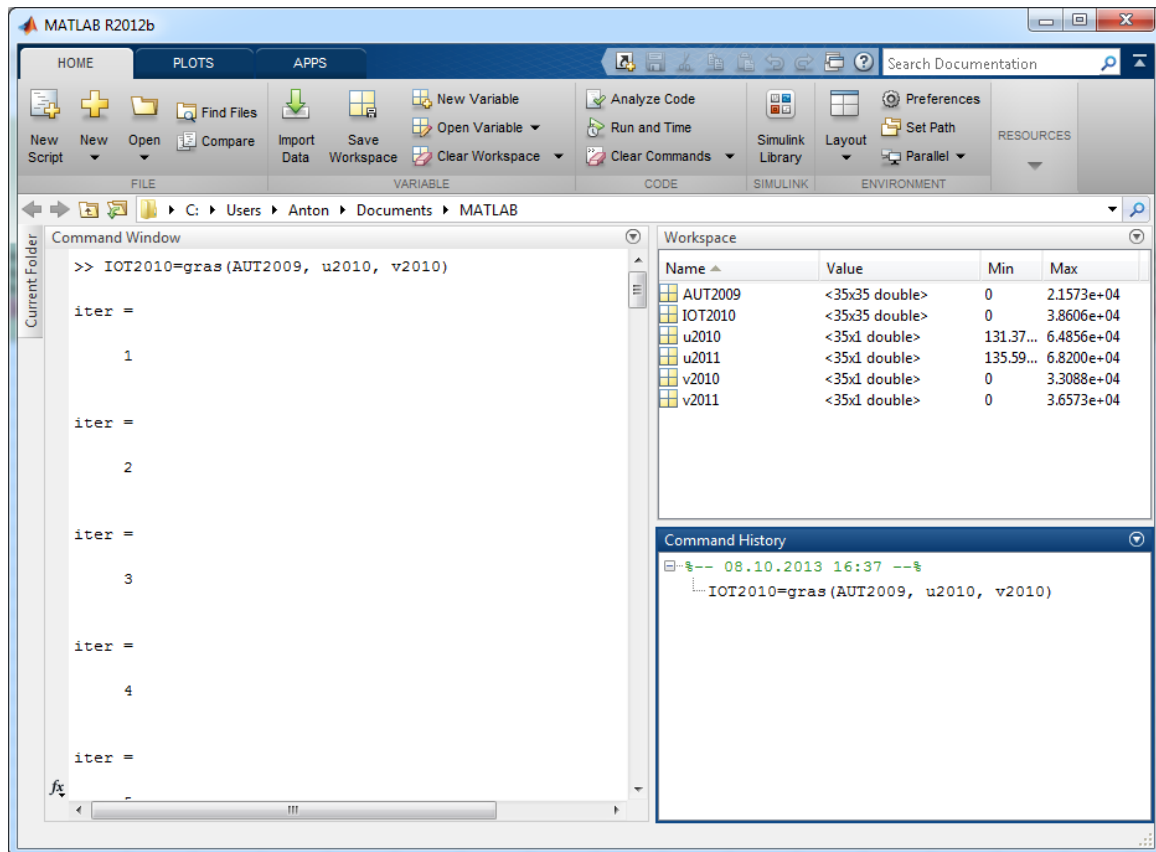 MATLAB R2012b
HOME PLOTS APPS Search Documentation
New Script
New
Open
Find Files
Compare
FILE
Import Data
Save Workspace
New Variable
Open Variable
Clear Workspace
VARIABLE
Analyze Code
Run and Time
Clear Commands
CODE
Simulink Library
SIMULINK
Layout
Preferences
Set Path
Parallel
ENVIRONMENT
RESOURCES
C: Users Anton Documents MATLAB
Current Folder
Command Window
>> IOT2010=gras(AUT2009, u2010, v2010)
iter =
1
iter =
2
iter =
3
iter =
4
iter =
fx
Workspace
Name Value Min Max
AUT2009 <35x35 double> 0 2.1573e+04
IOT2010 <35x35 double> 0 3.8606e+04
u2010 <35x1 double> 131.37... 6.4856e+04
u2011 <35x1 double> 135.59... 6.8200e+04
v2010 <35x1 double> 0 3.3088e+04
v2011 <35x1 double> 0 3.6573e+04
Command History
%-- 08.10.2013 16:37 --%
IOT2010=gras(AUT2009, u2010, v2010)